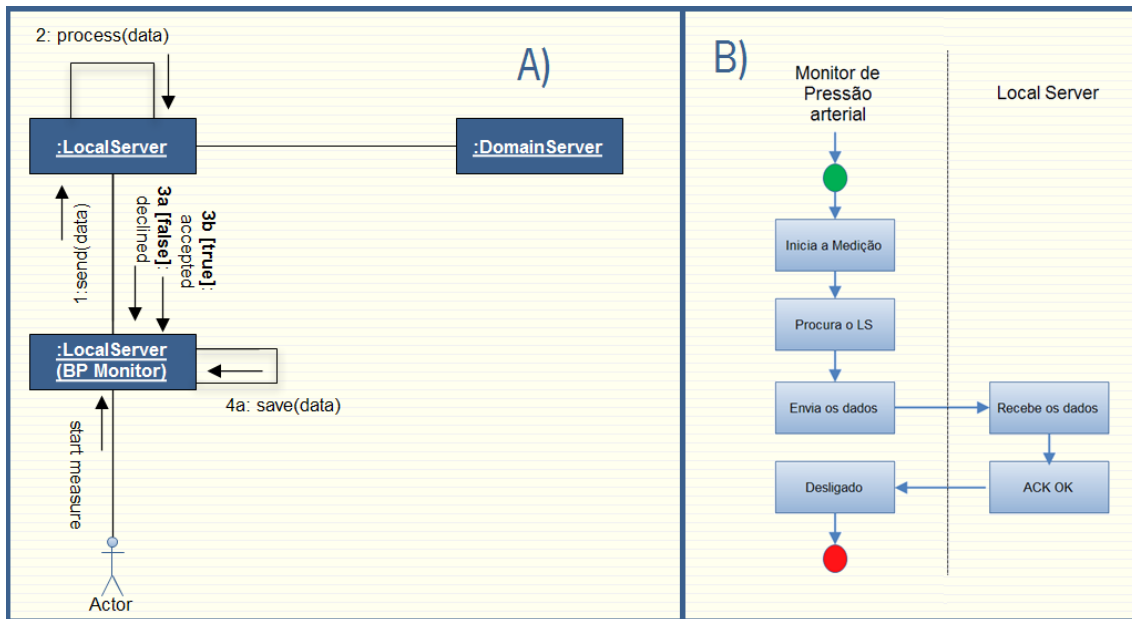 2: process(data)
A)
:LocalServer
:DomainServer
1:send(data)
3a [false]:
declined
3b [true]:
accepted
:LocalServer
(BP Monitor)
4a: save(data)
start measure
Actor
B)
Monitor de
Pressão
arterial
Local Server
Inicia a Medição
Procura o LS
Envia os dados
Recebe os dados
Desligado
ACK OK